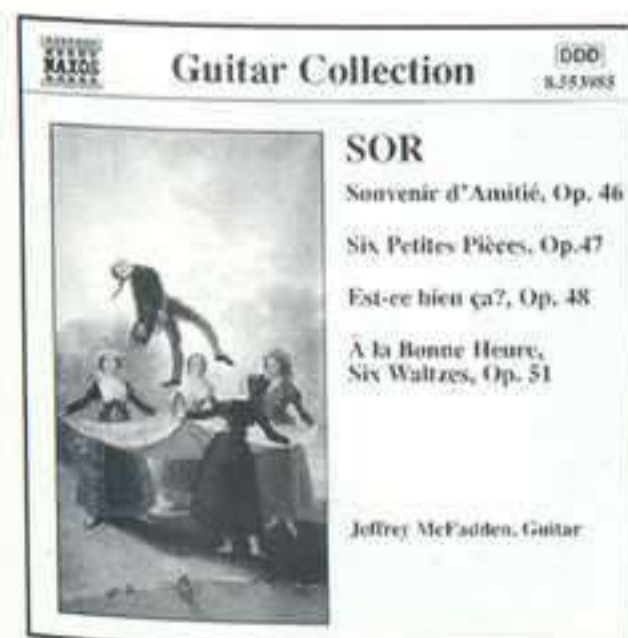 NAXOS
Guitar Collection
DDD
8.553985
SOR
Souvenir d'Amitié, Op. 46
Six Petites Pièces, Op.47
Est-ce bien ça?, Op. 48
À la Bonne Heure,
Six Waltzes, Op. 51
Jeffrey McFadden, Guitar